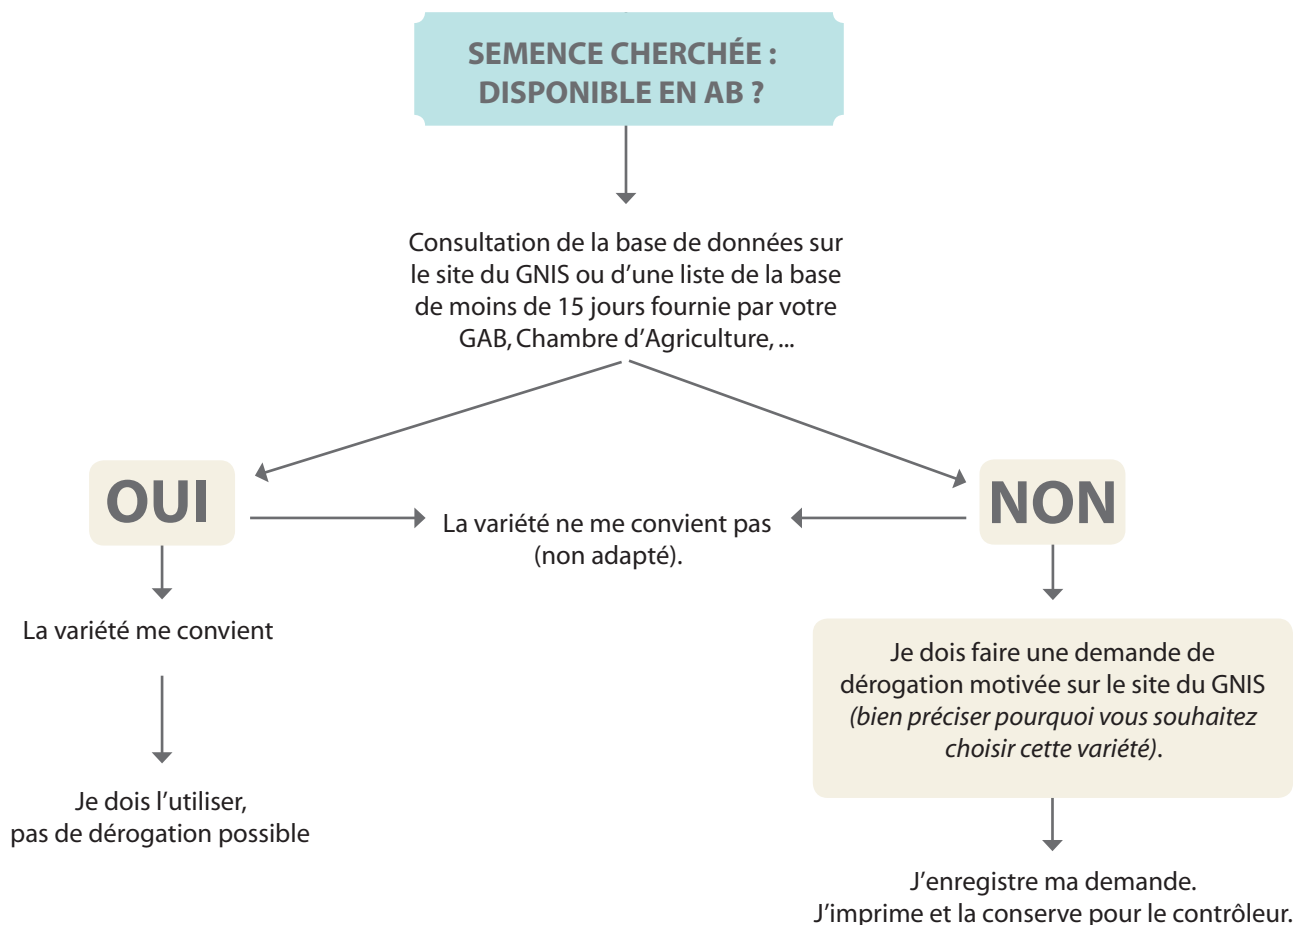 SEMENCE CHERCHÉE :
DISPONIBLE EN AB ?
Consultation de la base de données sur
le site du GNIS ou d’une liste de la base
de moins de 15 jours fournie par votre
GAB, Chambre d’Agriculture, ...
OUI
La variété ne me convient pas
(non adapté).
NON
La variété me convient
Je dois l’utiliser,
pas de dérogation possible
Je dois faire une demande de
dérogation motivée sur le site du GNIS
(bien préciser pourquoi vous souhaitez
choisir cette variété).
J’enregistre ma demande.
J’imprime et la conserve pour le contrôleur.